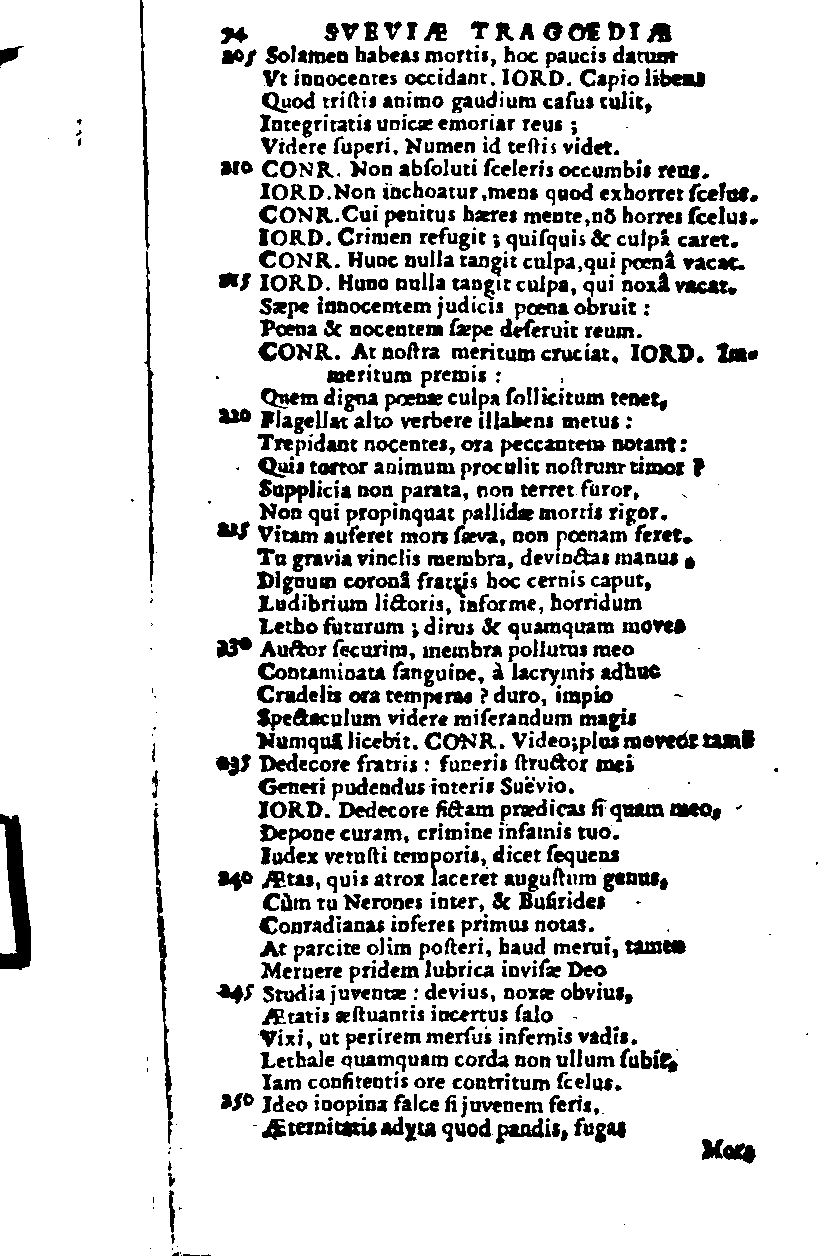 74 SVEVIÆ TRAGOEDIÆ
205 Solamen habeas mortis, hoc paucis datum
Vt innocentes occidant. IORD. Capio libens
Quod triſtis animo gaudium caſus tulit,
Integritatis unicæ emoriar reus ;
Videre ſuperi, Numen id teſtis videt.
210 CONR. Non abſoluti ſceleris occumbis reus.
IORD. Non inchoatur, mens quod exhorret ſcelus.
CONR. Cui penitus hæres mente, nõ horres ſcelus.
IORD. Crimen refugit ; quiſquis & culpâ caret.
CONR. Hunc nulla tangit culpa, qui pœnâ vacat.
215 IORD. Hunc nulla tangit culpa, qui noxâ vacat.
Sæpe innocentem judicis pœna obruit :
Pœna & nocentem ſæpe deſeruit reum.
CONR. At noſtra meritum cruciat. IORD. Im-
meritum premis :
Quem digna pœnæ culpa ſollicitum tenet,
220 Flagellat alto verbere illabens metus :
Trepidant nocentes, ora peccantem notant :
Quis tortor animum proculit noſtrum timor ?
Supplicia non parata, non terret furor,
Non qui propinquat pallidæ mortis rigor.
225 Vitam auferet mors ſæva, non pœnam feret.
Tu gravia vinclis membra, devinctas manus ,
Dignum coronâ fratris hoc cernis caput,
Ludibrium lictoris, informe, horridum
Letho futurum ; dirus & quamquam moves
230 Auctor ſecurim, membra pollutus meo
Contaminata ſanguine, à lacrymis adhuc
Crudelis ora temperas ? duro, impio
Spectaculum videre miſerandum magis
Numquã licebit. CONR. Video; plus moveor tamẽ
235 Dedecore fratris : funeris ſtructor mei
Generi pudendus interis Suëvio.
IORD. Dedecore fictam prædicas ſi quam meo,
Depone curam, crimine infamis tuo.
Iudex vetuſti temporis, dicet ſequens
240 Ætas, quis atrox laceret auguſtum genus,
Cùm tu Nerones inter, & Buſirides
Conradianas inferes primus notas.
At parcite olim poſteri, haud merui, tamen
Meruere pridem lubrica inviſæ Deo
245 Studia juventæ : devius, noxæ obvius,
Ætatis æſtuantis incertus ſalo
Vixi, ut perirem merſus infernis vadis.
Lethale quamquam corda non ullum ſubit,
Iam confitentis ore contritum ſcelus.
250 Ideo inopina falce ſi juvenem feris,
Æternitatis adyta quod pandis, fugas
Mors